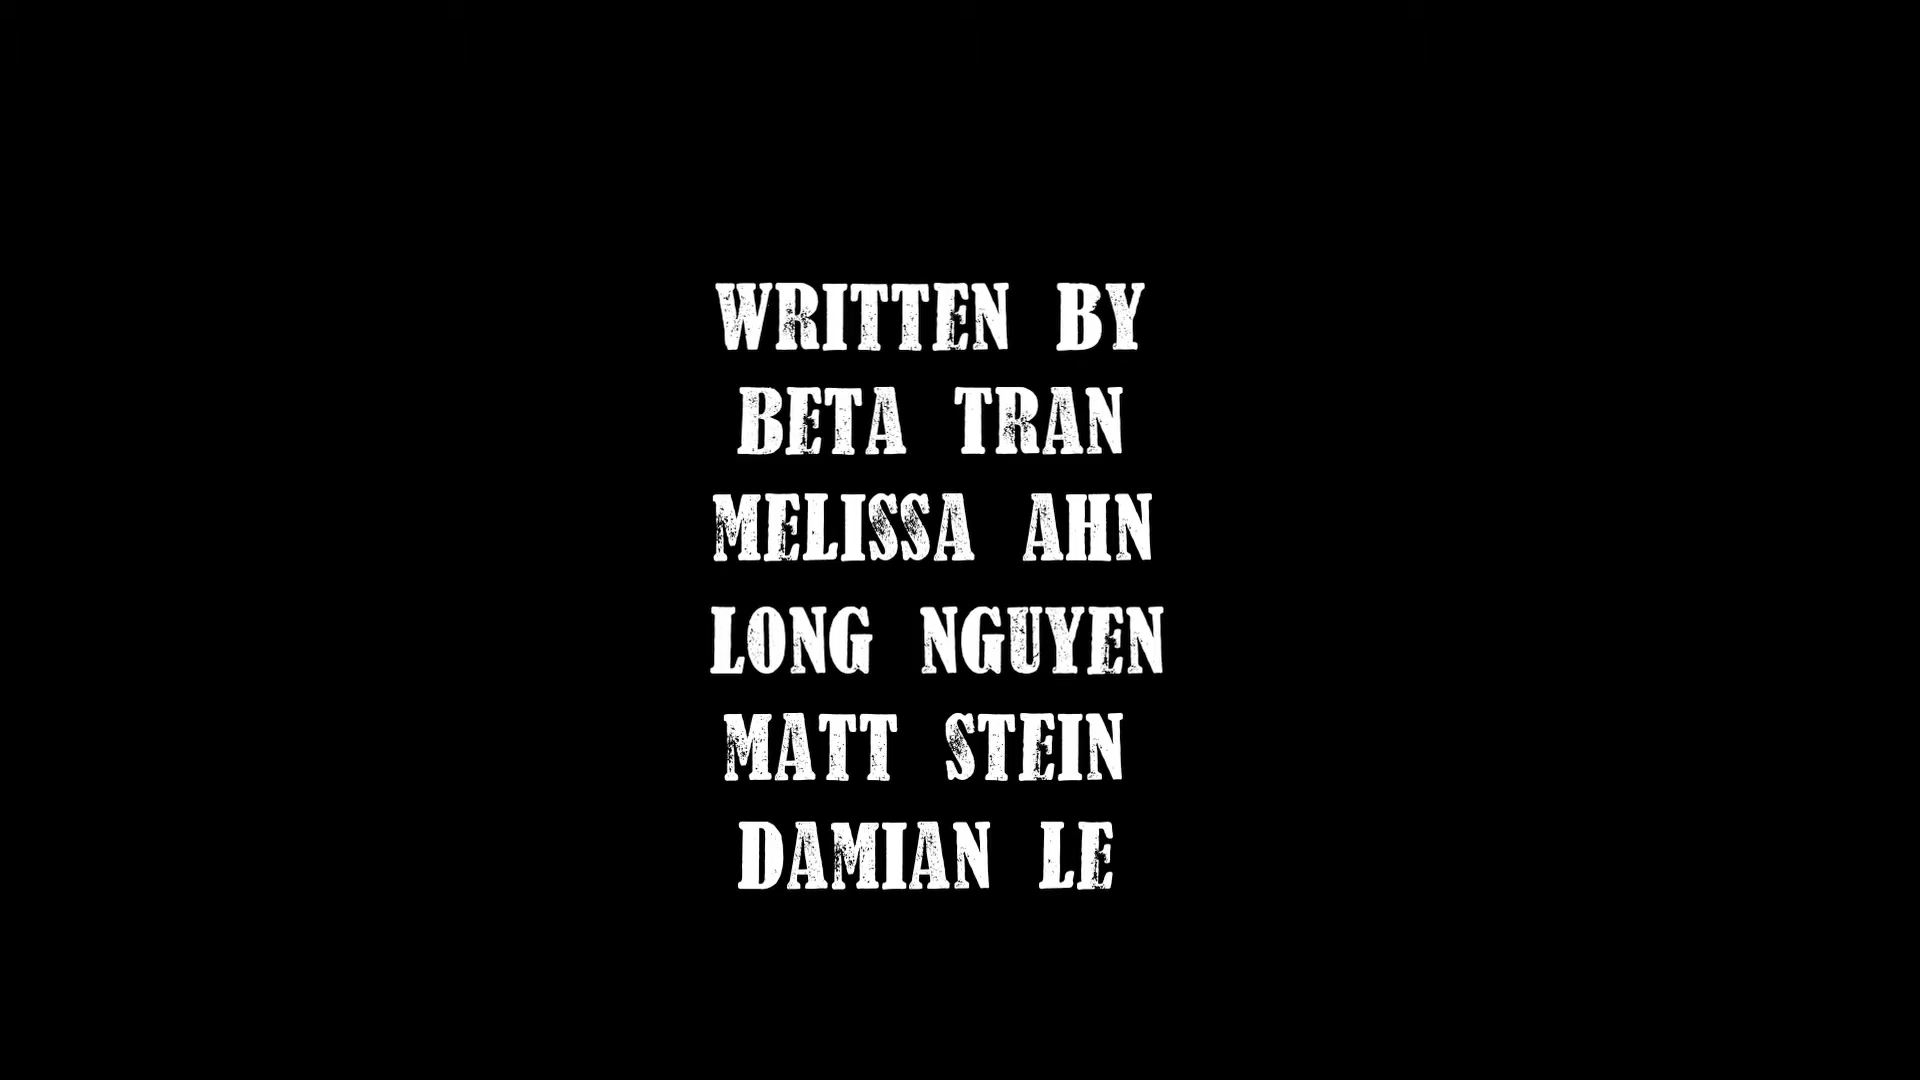 WRITTEN BY
BETA TRAN
MELISSA AHN
LONG NGUYEN
MATT STEIN
DAMIAN LE